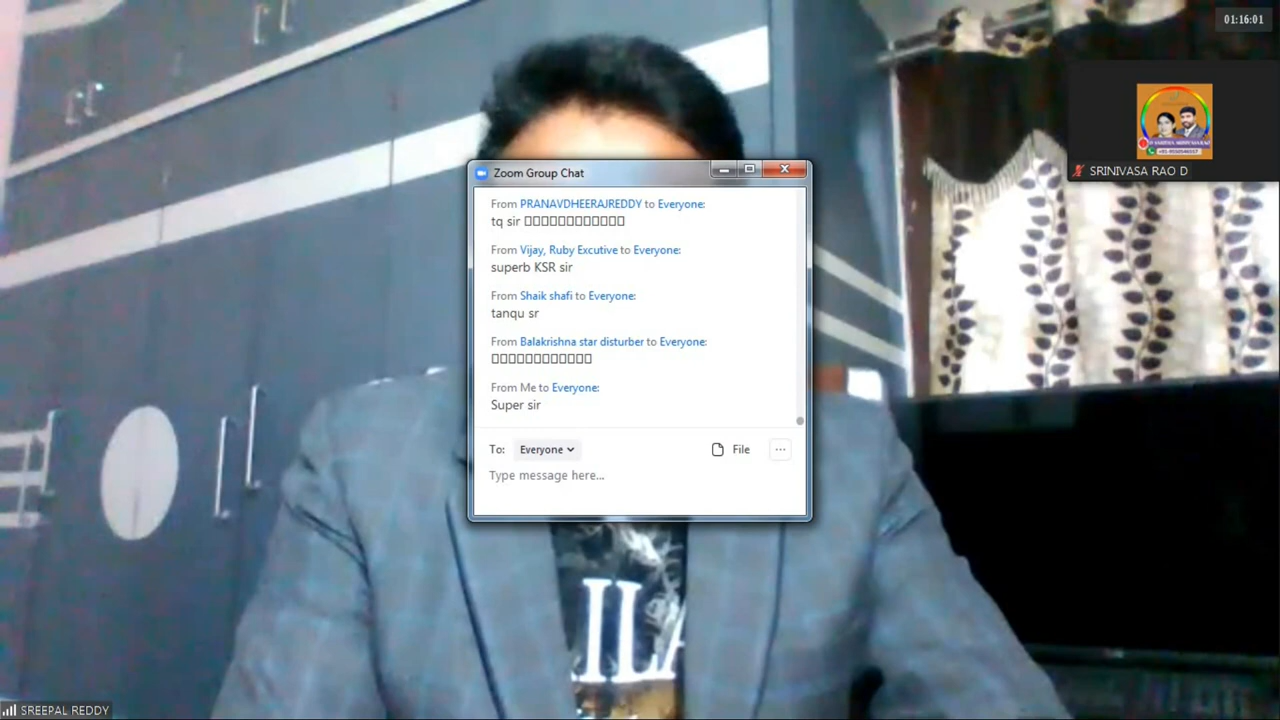 01:16:01
SRINIVASA RAO D
Zoom Group Chat
From PRANAVDHEERAJREDDY to Everyone:
tq sir
From Vijay, Ruby Excutive to Everyone:
superb KSR sir
From Shaik shafi to Everyone:
tanqu sr
From Balakrishna star disturber to Everyone:
From Me to Everyone:
Super sir
To: Everyone File ...
Type message here...
ILA
SREEPAL REDDY